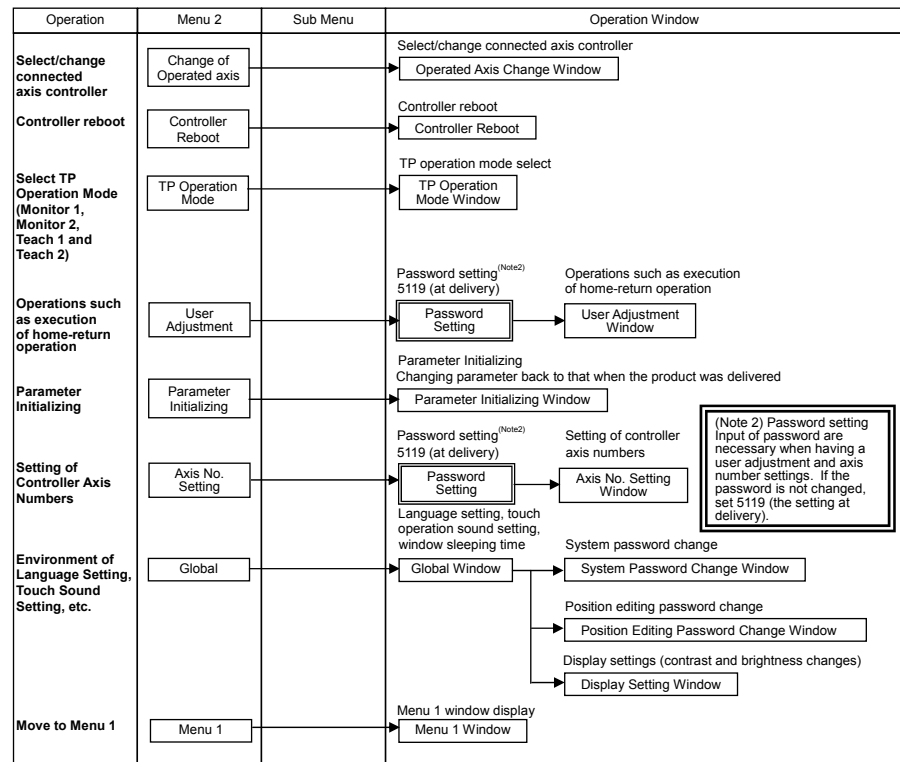 Operation
Menu 2
Sub Menu
Operation Window
Select/change
connected
axis controller
Change of
Operated axis
Select/change connected axis controller
Operated Axis Change Window
Controller reboot
Controller
Reboot
Controller reboot
Controller Reboot
Select TP
Operation Mode
(Monitor 1,
Monitor 2,
Teach 1 and
Teach 2)
TP Operation
Mode
TP operation mode select
TP Operation
Mode Window
Operations such
as execution
of home-return
operation
User
Adjustment
Password setting(Note2)
5119 (at delivery)
Password
Setting
Operations such as execution
of home-return operation
User Adjustment
Window
Parameter
Initializing
Parameter
Initializing
Parameter Initializing
Changing parameter back to that when the product was delivered
Parameter Initializing Window
Setting of
Controller Axis
Numbers
Axis No.
Setting
Password setting(Note2)
5119 (at delivery)
Password
Setting
Setting of controller
axis numbers
Axis No. Setting
Window
(Note 2) Password setting
Input of password are
necessary when having a
user adjustment and axis
number settings. If the
password is not changed,
set 5119 (the setting at
delivery).
Environment of
Language Setting,
Touch Sound
Setting, etc.
Global
Language setting, touch
operation sound setting,
window sleeping time
Global Window
System password change
System Password Change Window
Position editing password change
Position Editing Password Change Window
Display settings (contrast and brightness changes)
Display Setting Window
Move to Menu 1
Menu 1
Menu 1 window display
Menu 1 Window